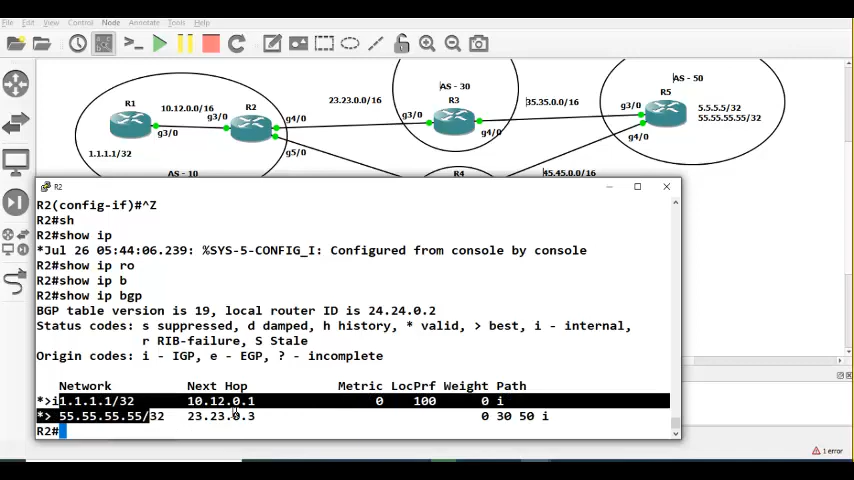 File Edit View Control Node Annotate Tools Help
AS - 30
AS - 50
R1
10.12.0.0/16
R2
23.23.0.0/16
R3
35.35.0.0/16
R5
g3/0
g3/0
g4/0
g3/0
g4/0
g3/0
5.5.5.5/32
55.55.55.55/32
g4/0
g5/0
1.1.1.1/32
AS - 10
R4
45.45.0.0/16
R2
R2(config-if)#^Z
R2#sh
R2#show ip
*Jul 26 05:44:06.239: %SYS-5-CONFIG_I: Configured from console by console
R2#show ip ro
R2#show ip b
R2#show ip bgp
BGP table version is 19, local router ID is 24.24.0.2
Status codes: s suppressed, d damped, h history, * valid, > best, i - internal,
r RIB-failure, S Stale
Origin codes: i - IGP, e - EGP, ? - incomplete
Network Next Hop Metric LocPrf Weight Path
*>i1.1.1.1/32 10.12.0.1 0 100 0 i
*> 55.55.55.55/32 23.23.0.3 0 30 50 i
R2#
1 error